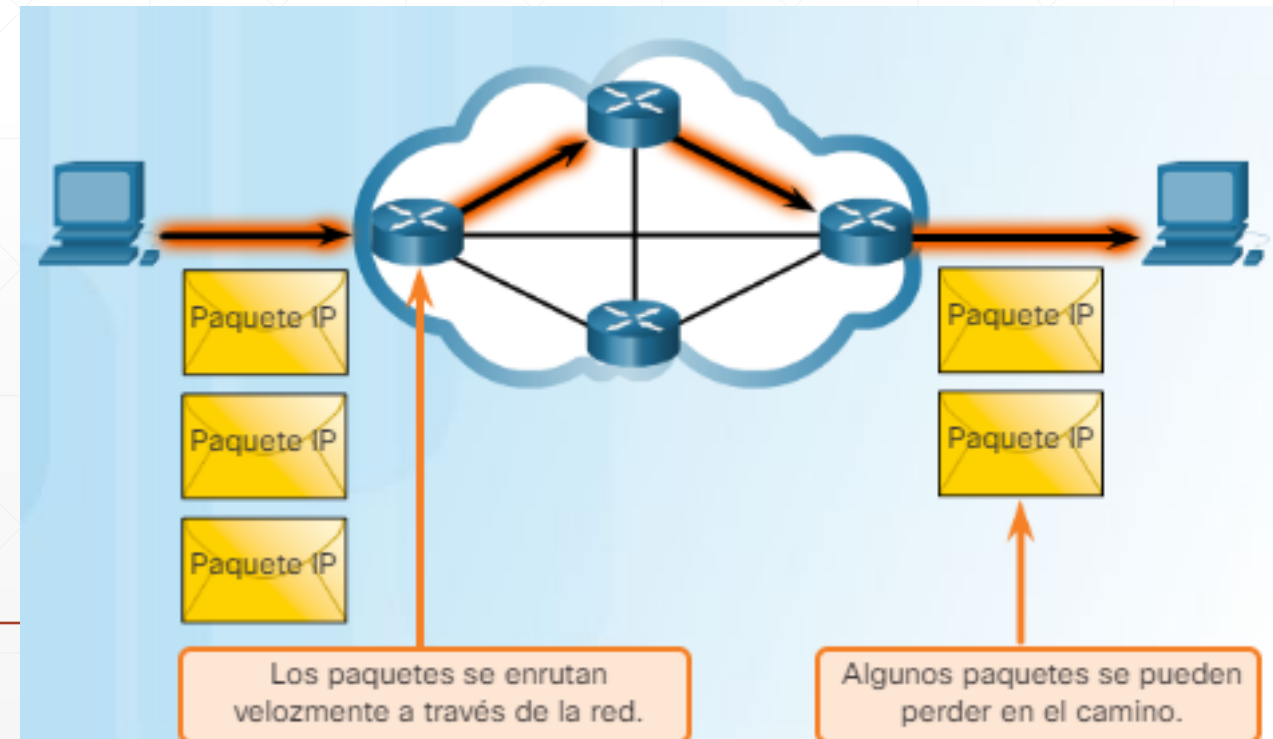 Paquete IP
Paquete IP
Paquete IP
Paquete IP
Paquete IP
Los paquetes se enrutan
velozmente a través de la red.
Algunos paquetes se pueden
perder en el camino.